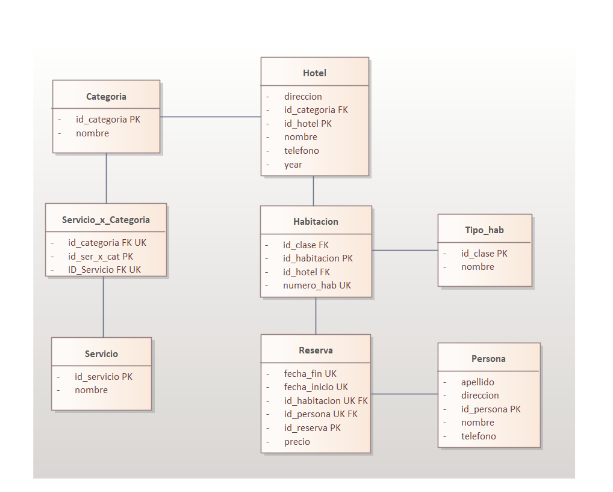 Hotel
- direccion
- id_categoria FK
- id_hotel PK
- nombre
- telefono
- year
Categoria
- id_categoria PK
- nombre
Servicio_x_Categoria
- id_categoria FK UK
- id_ser_x_cat PK
- ID_Servicio FK UK
Habitacion
- id_clase FK
- id_habitacion PK
- id_hotel FK
- numero_hab UK
Tipo_hab
- id_clase PK
- nombre
Servicio
- id_servicio PK
- nombre
Reserva
- fecha_fin UK
- fecha_inicio UK
- id_habitacion UK FK
- id_persona UK FK
- id_reserva PK
- precio
Persona
- apellido
- direccion
- id_persona PK
- nombre
- telefono